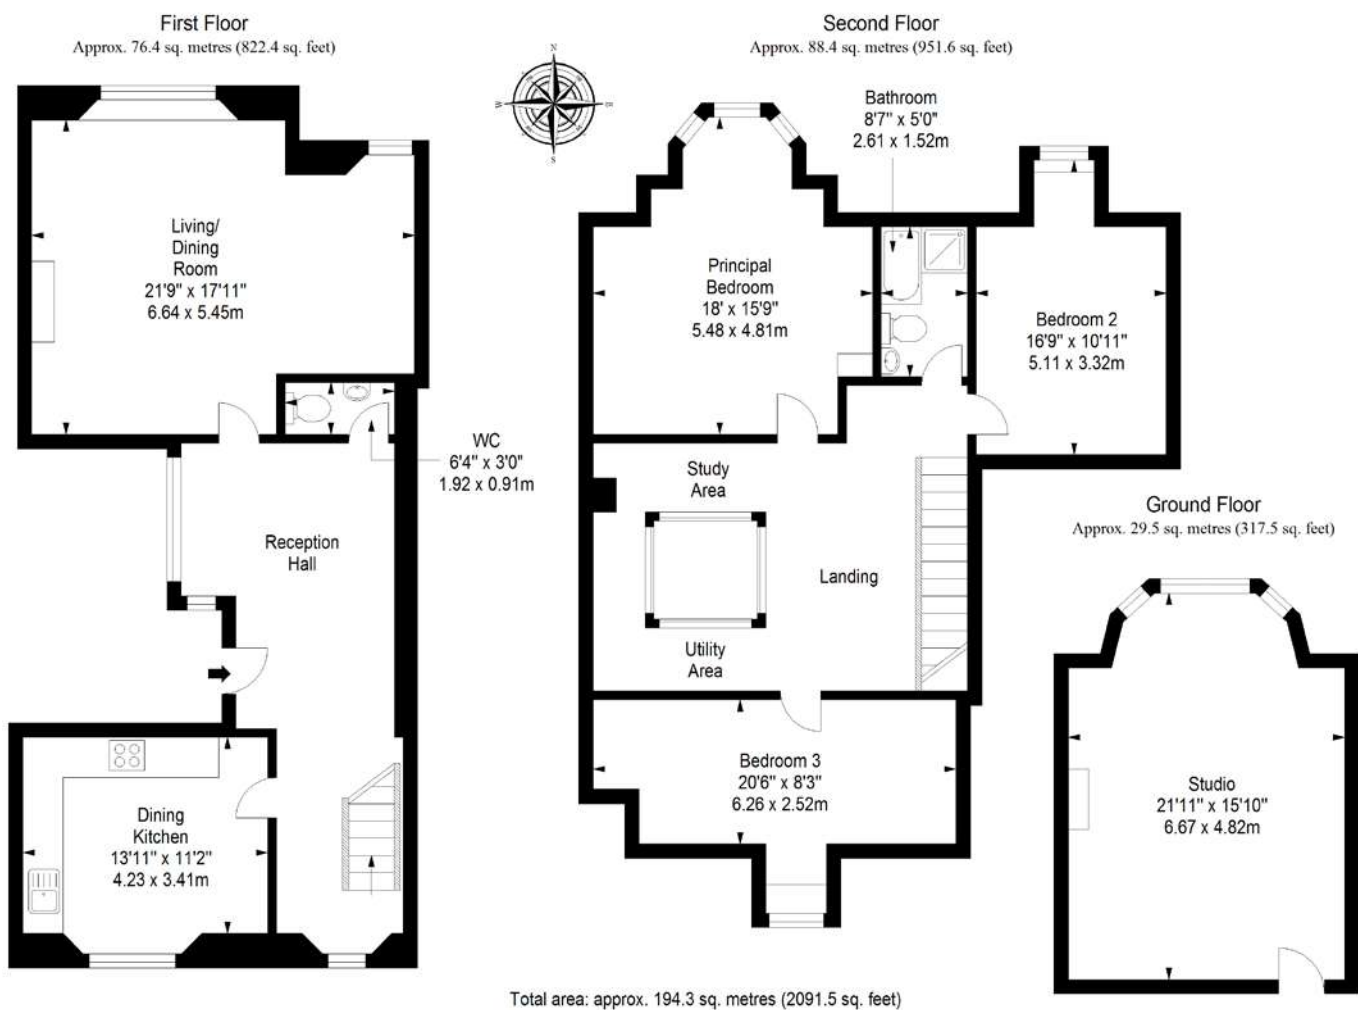 First Floor
Approx. 76.4 sq. metres (822.4 sq. feet)
Living/
Dining
Room
21'9" x 17'11"
6.64 x 5.45m
WC
6'4" x 3'0"
1.92 x 0.91m
Reception
Hall
Dining
Kitchen
13'11" x 11'2"
4.23 x 3.41m
N
W
S
Second Floor
Approx. 88.4 sq. metres (951.6 sq. feet)
Bathroom
8'7" x 5'0"
2.61 x 1.52m
Principal
Bedroom
18' x 15'9"
5.48 x 4.81m
Bedroom 2
16'9" x 10'11"
5.11 x 3.32m
Study
Area
Landing
Utility
Area
Bedroom 3
20'6" x 8'3"
6.26 x 2.52m
Ground Floor
Approx. 29.5 sq. metres (317.5 sq. feet)
Studio
21'11" x 15'10"
6.67 x 4.82m
Total area: approx. 194.3 sq. metres (2091.5 sq. feet)